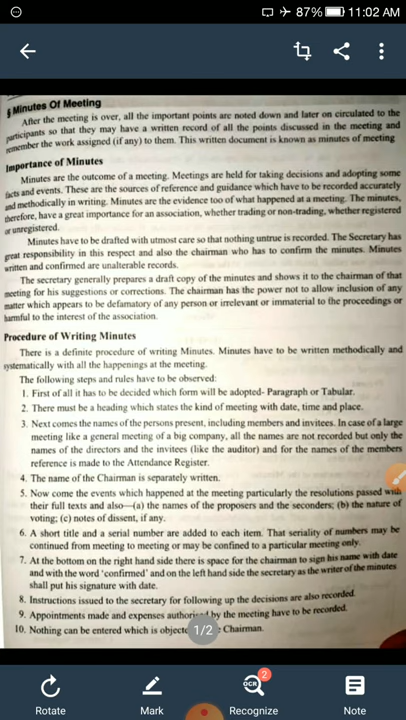 87% 11:02 AM
§ Minutes Of Meeting
After the meeting is over, all the important points are noted down and later on circulated to the
participants so that they may have a written record of all the points discussed in the meeting and
remember the work assigned (if any) to them. This written document is known as minutes of meeting
Importance of Minutes
Minutes are the outcome of a meeting. Meetings are held for taking decisions and adopting some
facts and events. These are the sources of reference and guidance which have to be recorded accurately
and methodically in writing. Minutes are the evidence too of what happened at a meeting. The minutes,
therefore, have a great importance for an association, whether trading or non-trading, whether registered
or unregistered.
Minutes have to be drafted with utmost care so that nothing untrue is recorded. The Secretary has
great responsibility in this respect and also the chairman who has to confirm the minutes. Minutes
written and confirmed are unalterable records.
The secretary generally prepares a draft copy of the minutes and shows it to the chairman of that
meeting for his suggestions or corrections. The chairman has the power not to allow inclusion of any
matter which appears to be defamatory of any person or irrelevant or immaterial to the proceedings or
harmful to the interest of the association.
Procedure of Writing Minutes
There is a definite procedure of writing Minutes. Minutes have to be written methodically and
systematically with all the happenings at the meeting.
The following steps and rules have to be observed:
1. First of all it has to be decided which form will be adopted- Paragraph or Tabular.
2. There must be a heading which states the kind of meeting with date, time and place.
3. Next comes the names of the persons present, including members and invitees. In case of a large
meeting like a general meeting of a big company, all the names are not recorded but only the
names of the directors and the invitees (like the auditor) and for the names of the members
reference is made to the Attendance Register.
4. The name of the Chairman is separately written.
5. Now come the events which happened at the meeting particularly the resolutions passed with
their full texts and also—(a) the names of the proposers and the seconders; (b) the nature of
voting; (c) notes of dissent, if any.
6. A short title and a serial number are added to each item. That seriality of numbers may be
continued from meeting to meeting or may be confined to a particular meeting only.
7. At the bottom on the right hand side there is space for the chairman to sign his name with date
and with the word 'confirmed' and on the left hand side the secretary as the writer of the minutes
shall put his signature with date.
8. Instructions issued to the secretary for following up the decisions are also recorded.
9. Appointments made and expenses by the meeting have to be recorded.
10. Nothing can be entered which is Chairman.
1/2
2
OCR
Rotate Mark Recognize Note